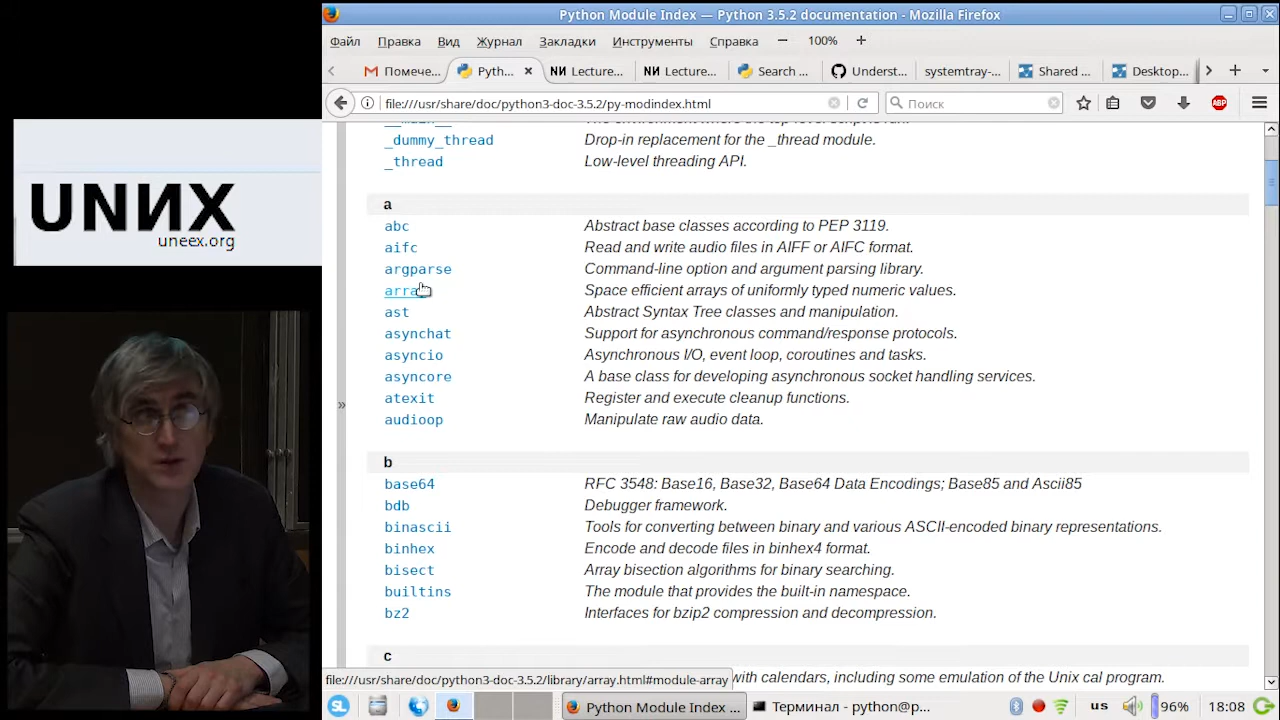 Python Module Index — Python 3.5.2 documentation - Mozilla Firefox
Файл Правка Вид Журнал Закладки Инструменты Справка 100%
Помече... Pyth... Lecture... Lecture... Search ... Underst... systemtray-... Shared ... Desktop...
file:///usr/share/doc/python3-doc-3.5.2/py-modindex.html
Поиск
ABP
_dummy_thread Drop-in replacement for the _thread module.
_thread Low-level threading API.
a
abc Abstract base classes according to PEP 3119.
aifc Read and write audio files in AIFF or AIFC format.
argparse Command-line option and argument parsing library.
array Space efficient arrays of uniformly typed numeric values.
ast Abstract Syntax Tree classes and manipulation.
asynchat Support for asynchronous command/response protocols.
asyncio Asynchronous I/O, event loop, coroutines and tasks.
asyncore A base class for developing asynchronous socket handling services.
atexit Register and execute cleanup functions.
audioop Manipulate raw audio data.
b
base64 RFC 3548: Base16, Base32, Base64 Data Encodings; Base85 and Ascii85
bdb Debugger framework.
binascii Tools for converting between binary and various ASCII-encoded binary representations.
binhex Encode and decode files in binhex4 format.
bisect Array bisection algorithms for binary searching.
builtins The module that provides the built-in namespace.
bz2 Interfaces for bzip2 compression and decompression.
c
with calendars, including some emulation of the Unix cal program.
file:///usr/share/doc/python3-doc-3.5.2/library/array.html#module-array
Python Module Index ... Терминал - python@p... us 96% 18:08
UNИX
uneex.org